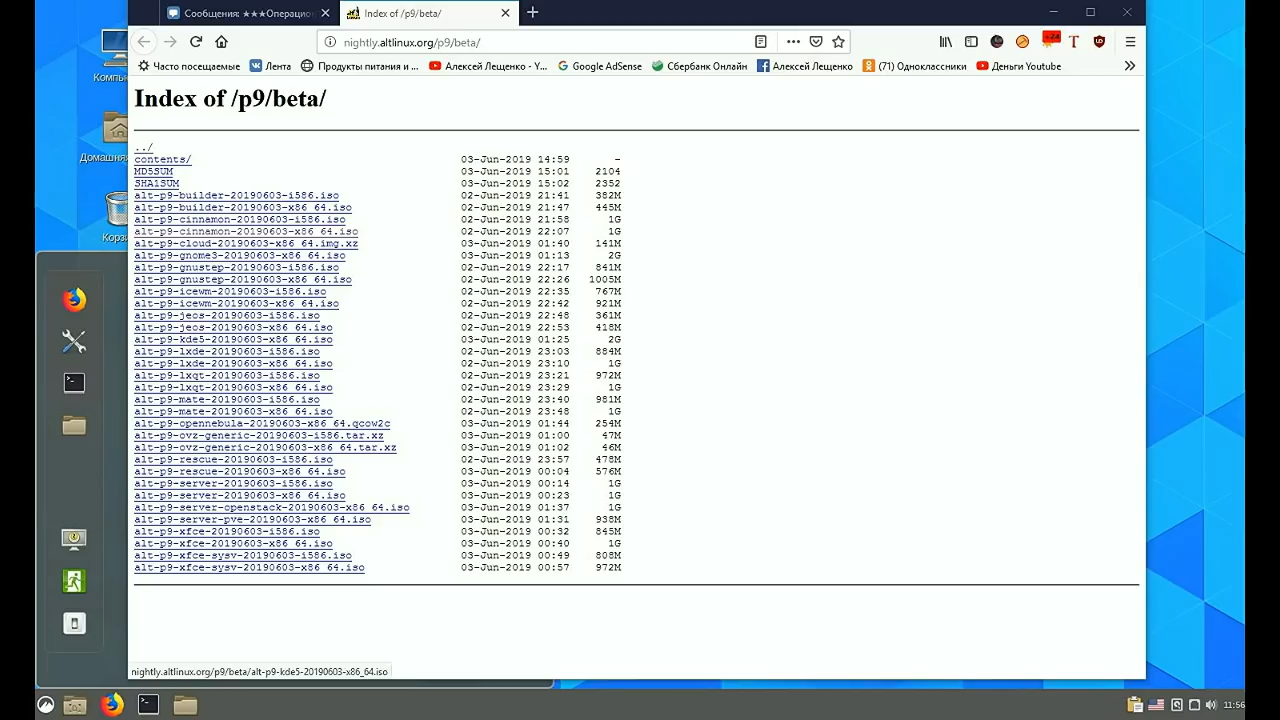 Сообщения: ★★★Операцион
Index of /p9/beta/
nightly.altlinux.org/p9/beta/
+24
Часто посещаемые
Лента
Продукты питания и ...
Алексей Лещенко - Y...
Google AdSense
Сбербанк Онлайн
Алексей Лещенко
(71) Одноклассники
Деньги Youtube
Компь
Домашняя
Корзи
Index of /p9/beta/
../
contents/ 03-Jun-2019 14:59 -
MD5SUM 03-Jun-2019 15:01 2104
SHA1SUM 03-Jun-2019 15:02 2352
alt-p9-builder-20190603-i586.iso 02-Jun-2019 21:41 382M
alt-p9-builder-20190603-x86_64.iso 02-Jun-2019 21:47 445M
alt-p9-cinnamon-20190603-i586.iso 02-Jun-2019 21:58 1G
alt-p9-cinnamon-20190603-x86_64.iso 02-Jun-2019 22:07 1G
alt-p9-cloud-20190603-x86_64.img.xz 03-Jun-2019 01:40 141M
alt-p9-gnome3-20190603-x86_64.iso 03-Jun-2019 01:13 2G
alt-p9-gnustep-20190603-i586.iso 02-Jun-2019 22:17 841M
alt-p9-gnustep-20190603-x86_64.iso 02-Jun-2019 22:26 1005M
alt-p9-icewm-20190603-i586.iso 02-Jun-2019 22:35 767M
alt-p9-icewm-20190603-x86_64.iso 02-Jun-2019 22:42 921M
alt-p9-jeos-20190603-i586.iso 02-Jun-2019 22:48 361M
alt-p9-jeos-20190603-x86_64.iso 02-Jun-2019 22:53 418M
alt-p9-kde5-20190603-x86_64.iso 03-Jun-2019 01:25 2G
alt-p9-lxde-20190603-i586.iso 02-Jun-2019 23:03 884M
alt-p9-lxde-20190603-x86_64.iso 02-Jun-2019 23:10 1G
alt-p9-lxqt-20190603-i586.iso 02-Jun-2019 23:21 972M
alt-p9-lxqt-20190603-x86_64.iso 02-Jun-2019 23:29 1G
alt-p9-mate-20190603-i586.iso 02-Jun-2019 23:40 981M
alt-p9-mate-20190603-x86_64.iso 02-Jun-2019 23:48 1G
alt-p9-opennebula-20190603-x86_64.qcow2c 03-Jun-2019 01:44 254M
alt-p9-ovz-generic-20190603-i586.tar.xz 03-Jun-2019 01:00 47M
alt-p9-ovz-generic-20190603-x86_64.tar.xz 03-Jun-2019 01:02 46M
alt-p9-rescue-20190603-i586.iso 02-Jun-2019 23:57 478M
alt-p9-rescue-20190603-x86_64.iso 03-Jun-2019 00:04 576M
alt-p9-server-20190603-i586.iso 03-Jun-2019 00:14 1G
alt-p9-server-20190603-x86_64.iso 03-Jun-2019 00:23 1G
alt-p9-server-openstack-20190603-x86_64.iso 03-Jun-2019 01:37 1G
alt-p9-server-pve-20190603-x86_64.iso 03-Jun-2019 01:31 938M
alt-p9-xfce-20190603-i586.iso 03-Jun-2019 00:32 845M
alt-p9-xfce-20190603-x86_64.iso 03-Jun-2019 00:40 1G
alt-p9-xfce-sysv-20190603-i586.iso 03-Jun-2019 00:49 808M
alt-p9-xfce-sysv-20190603-x86_64.iso 03-Jun-2019 00:57 972M
nightly.altlinux.org/p9/beta/alt-p9-kde5-20190603-x86_64.iso
11:56